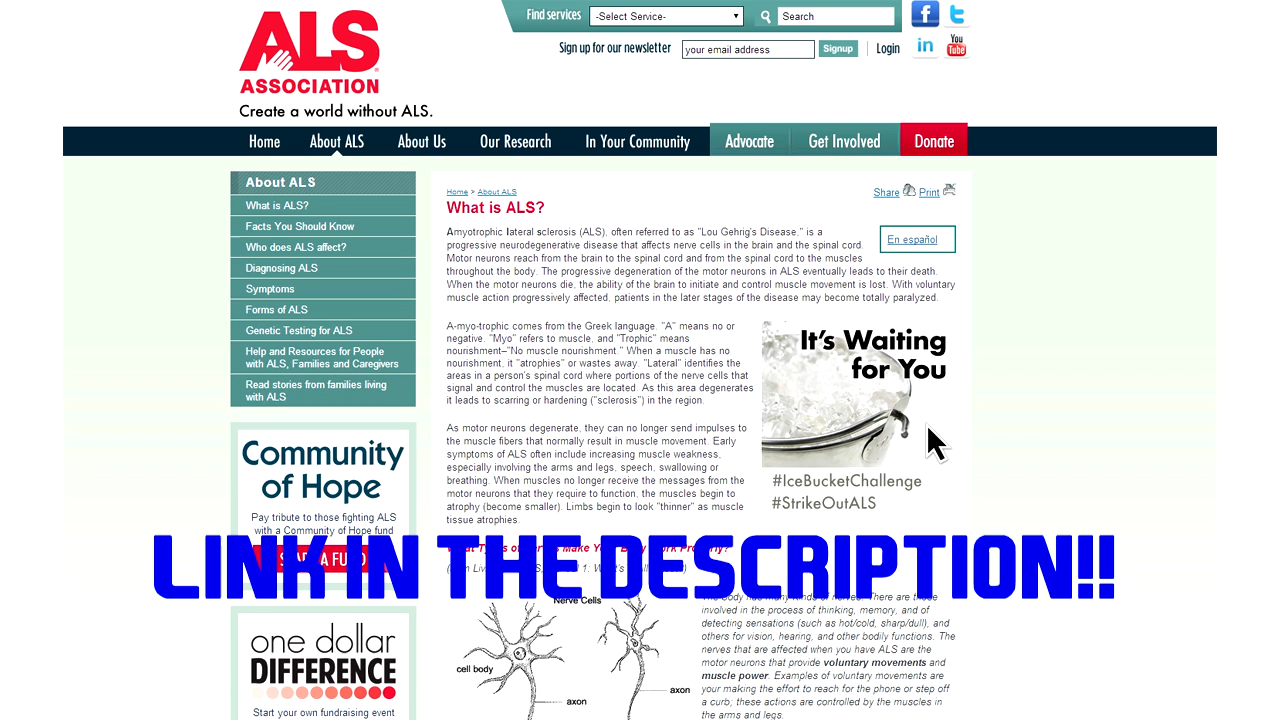 ALS
ASSOCIATION
Create a world without ALS.
Find services
-Select Service-
Search
Sign up for our newsletter
your email address
Signup
Login
You
Tube
Home
About ALS
About Us
Our Research
In Your Community
Advocate
Get Involved
Donate
About ALS
What is ALS?
Facts You Should Know
Who does ALS affect?
Diagnosing ALS
Symptoms
Forms of ALS
Genetic Testing for ALS
Help and Resources for People
with ALS, Families and Caregivers
Read stories from families living
with ALS
Community
of Hope
Pay tribute to those fighting ALS
with a Community of Hope fund
one dollar
DIFFERENCE
Start your own fundraising event
Home > About ALS
Share
Print
What is ALS?
En español
Amyotrophic lateral sclerosis (ALS), often referred to as "Lou Gehrig's Disease," is a
progressive neurodegenerative disease that affects nerve cells in the brain and the spinal cord.
Motor neurons reach from the brain to the spinal cord and from the spinal cord to the muscles
throughout the body. The progressive degeneration of the motor neurons in ALS eventually leads to their death.
When the motor neurons die, the ability of the brain to initiate and control muscle movement is lost. With voluntary
muscle action progressively affected, patients in the later stages of the disease may become totally paralyzed.
A-myo-trophic comes from the Greek language. "A" means no or
negative. "Myo" refers to muscle, and "Trophic" means
nourishment–"No muscle nourishment." When a muscle has no
nourishment, it "atrophies" or wastes away. "Lateral" identifies the
areas in a person's spinal cord where portions of the nerve cells that
signal and control the muscles are located. As this area degenerates
it leads to scarring or hardening ("sclerosis") in the region.
As motor neurons degenerate, they can no longer send impulses to
the muscle fibers that normally result in muscle movement. Early
symptoms of ALS often include increasing muscle weakness,
especially involving the arms and legs, speech, swallowing or
breathing. When muscles no longer receive the messages from the
motor neurons that they require to function, the muscles begin to
atrophy (become smaller). Limbs begin to look "thinner" as muscle
tissue atrophies.
It's Waiting
for You
#IceBucketChallenge
#StrikeOutALS
LINK IN THE DESCRIPTION!!
Nerve Cells
cell body
axon
axon
The body has many kinds of nerves. There are those
involved in the process of thinking, memory, and of
detecting sensations (such as hot/cold, sharp/dull), and
others for vision, hearing, and other bodily functions. The
nerves that are affected when you have ALS are the
motor neurons that provide voluntary movements and
muscle power. Examples of voluntary movements are
your making the effort to reach for the phone or step off
a curb; these actions are controlled by the muscles in
the arms and legs.